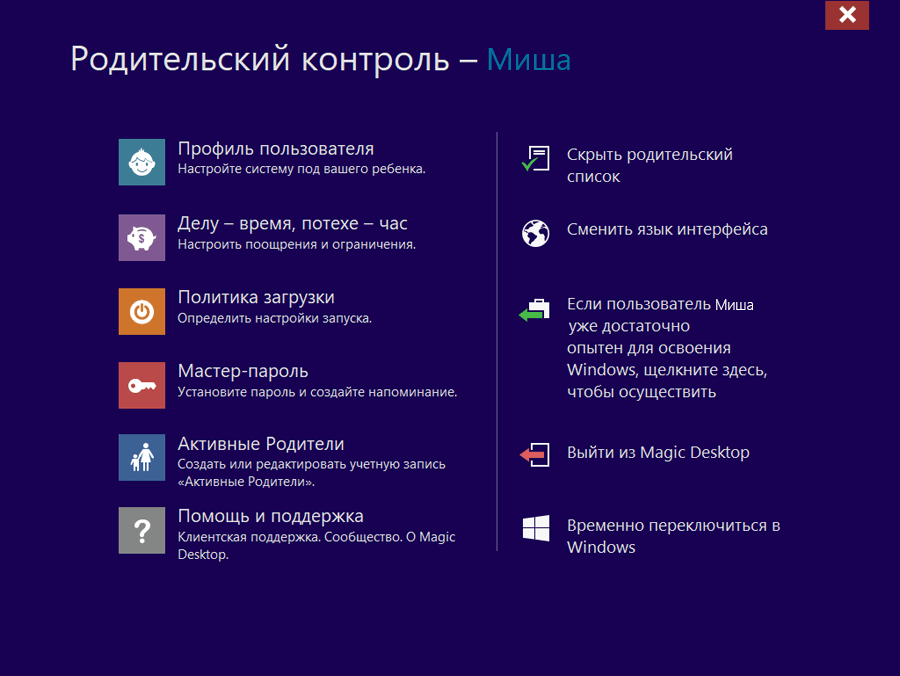 Родительский контроль – Миша
Профиль пользователя
Настройте систему под вашего ребенка.
Делу – время, потехе – час
Настроить поощрения и ограничения.
Политика загрузки
Определить настройки запуска.
Мастер-пароль
Установите пароль и создайте напоминание.
Активные Родители
Создать или редактировать учетную запись
«Активные Родители».
Помощь и поддержка
Клиентская поддержка. Сообщество. О Magic
Desktop.
Скрыть родительский
список
Сменить язык интерфейса
Если пользователь Миша
уже достаточно
опытен для освоения
Windows, щелкните здесь,
чтобы осуществить
Выйти из Magic Desktop
Временно переключиться в
Windows